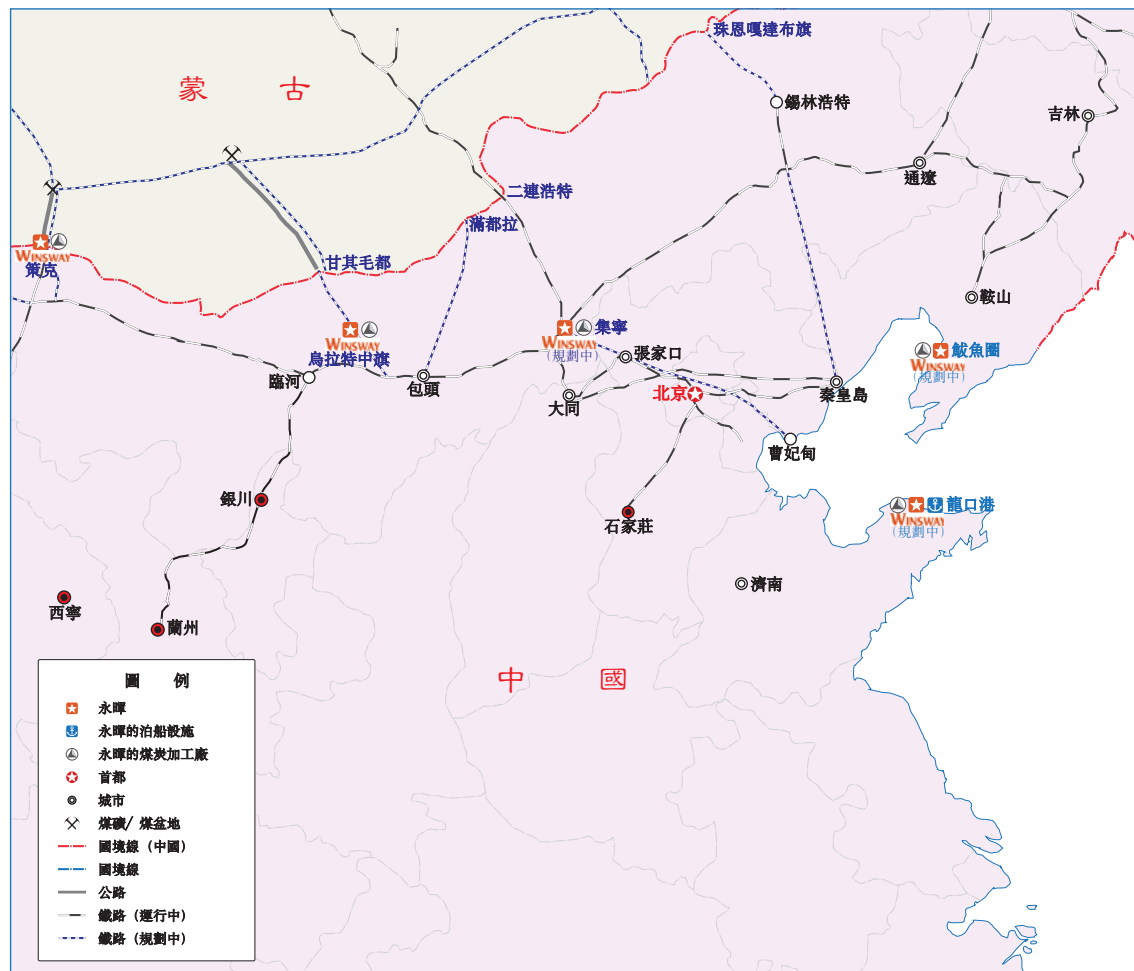 珠恩嘎達布旗
蒙 古
錫林浩特
吉林
通遼
二連浩特
滿都拉
WINSWAY
策克
甘其毛都
鞍山
集寧
WINSWAY
(規劃中)
WINSWAY
烏拉特中旗
鮁魚圈
WINSWAY
(規劃中)
張家口
臨河
包頭
大同
北京
秦皇島
曹妃甸
銀川
石家莊
龍口港
WINSWAY
(規劃中)
濟南
西寧
蘭州
中 國
圖 例
永暉
永暉的泊船設施
永暉的煤炭加工廠
首都
城市
煤礦/ 煤盆地
國境線 (中國)
國境線
公路
鐵路 (運行中)
鐵路 (規劃中)